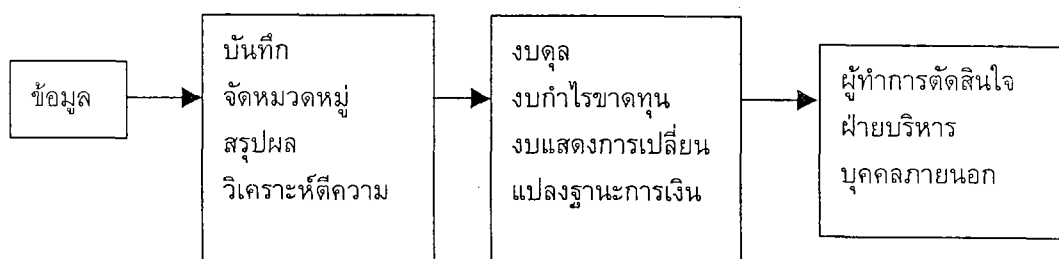 ข้อมูล
บันทึก
จัดหมวดหมู่
สรุปผล
วิเคราะห์ตีความ
งบดุล
งบกำไรขาดทุน
งบแสดงการเปลี่ยน
แปลงฐานะการเงิน
ผู้ทำการตัดสินใจ
ฝ่ายบริหาร
บุคคลภายนอก